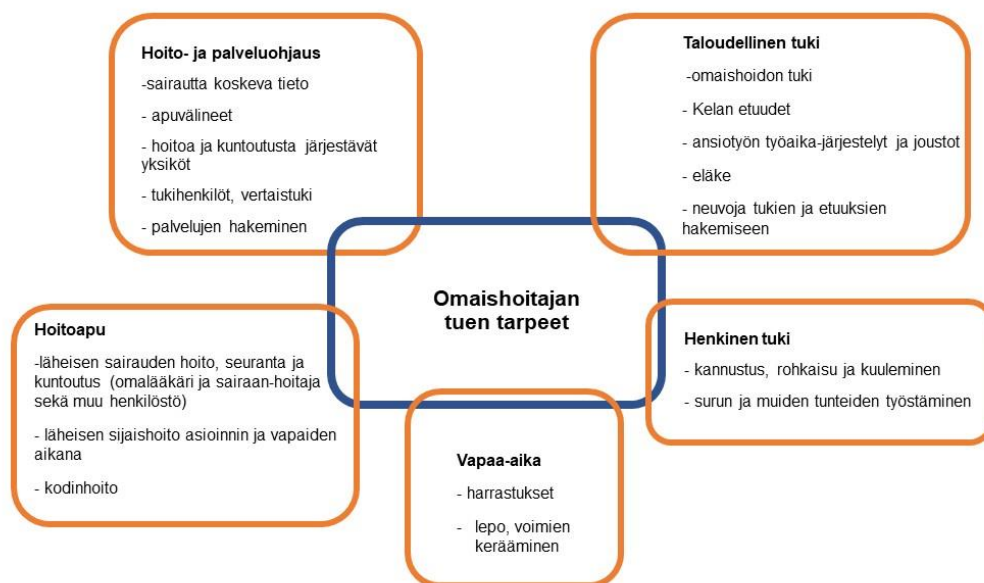 Hoito- ja palveluohjaus
-sairautta koskeva tieto
- apuvälineet
- hoitoa ja kuntoutusta järjestävät
yksiköt
- tukihenkilöt, vertaistuki
- palvelujen hakeminen
Taloudellinen tuki
-omaishoidon tuki
- Kelan etuudet
- ansiotyön työaika-järjestelyt ja joustot
- eläke
- neuvoja tukien ja etuuksien
hakemiseen
Omaishoitajan
tuen tarpeet
Hoitoapu
-läheisen sairauden hoito, seuranta ja
kuntoutus (omalääkäri ja sairaan-hoitaja
sekä muu henkilöstö)
- läheisen sijaishoito asioinnin ja vapaiden
aikana
- kodinhoito
Henkinen tuki
- kannustus, rohkaisu ja kuuleminen
- surun ja muiden tunteiden työstäminen
Vapaa-aika
- harrastukset
- lepo, voimien
kerääminen